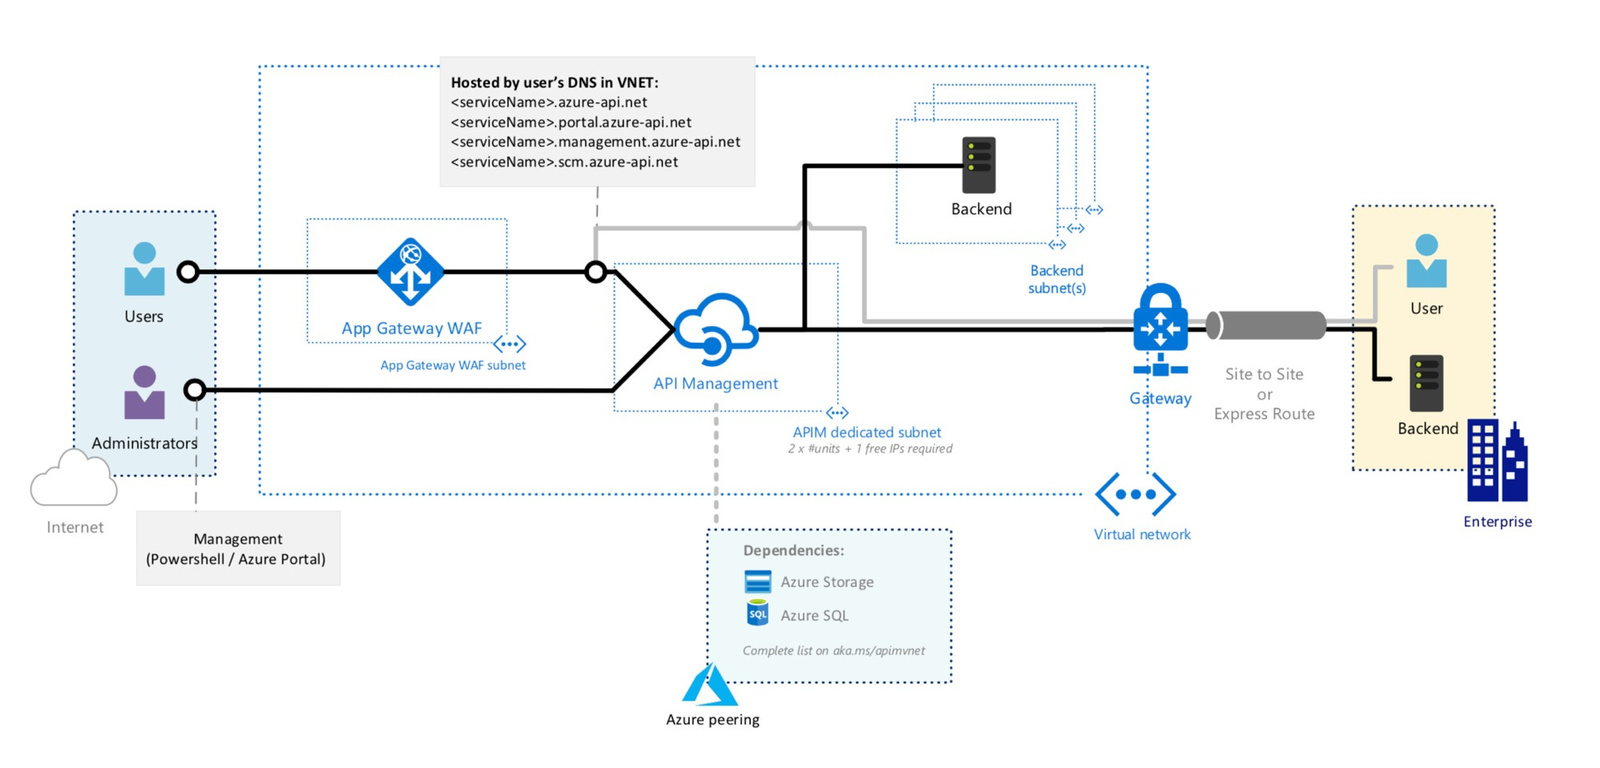 Hosted by user's DNS in VNET:
<serviceName>.azure-api.net
<serviceName>.portal.azure-api.net
<serviceName>.management.azure-api.net
<serviceName>.scm.azure-api.net
Users
Administrators
Internet
Management
(Powershell / Azure Portal)
App Gateway WAF
App Gateway WAF subnet
API Management
APIM dedicated subnet
2 x #units + 1 free IPs required
Backend
Backend
subnet(s)
Gateway
Virtual network
Site to Site
or
Express Route
User
Backend
Enterprise
Dependencies:
Azure Storage
SQL
Azure SQL
Complete list on aka.ms/apimvnet
Azure peering